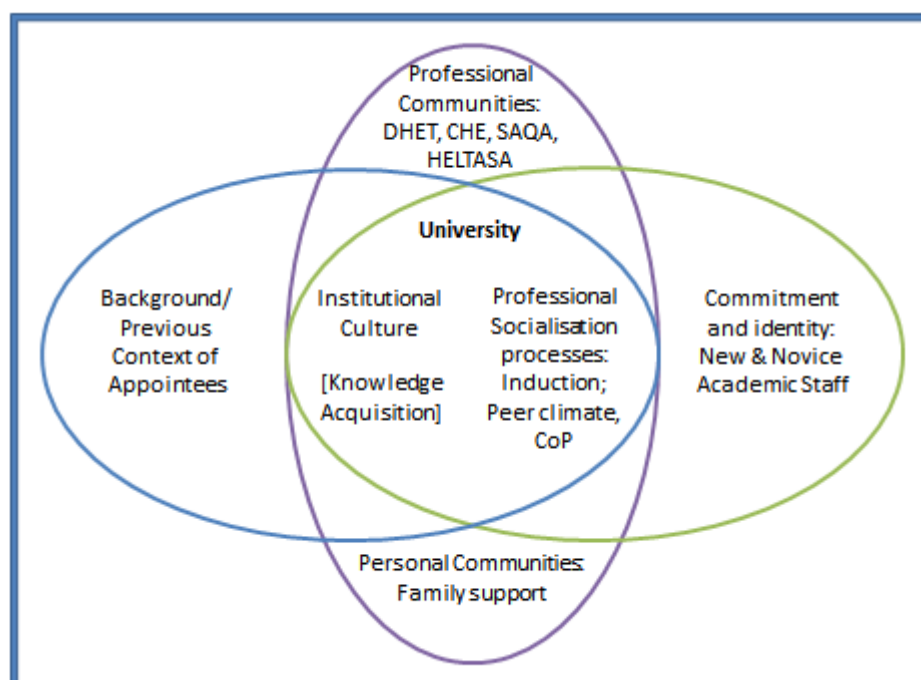 Professional
Communities:
DHET, CHE, SAQA,
HELTASA
University
Background/
Previous
Context of
Appointees
Institutional
Culture
[Knowledge
Acquisition]
Professional
Socialisation
processes:
Induction;
Peer climate,
CoP
Commitment
and identity:
New & Novice
Academic Staff
Personal Communities:
Family support